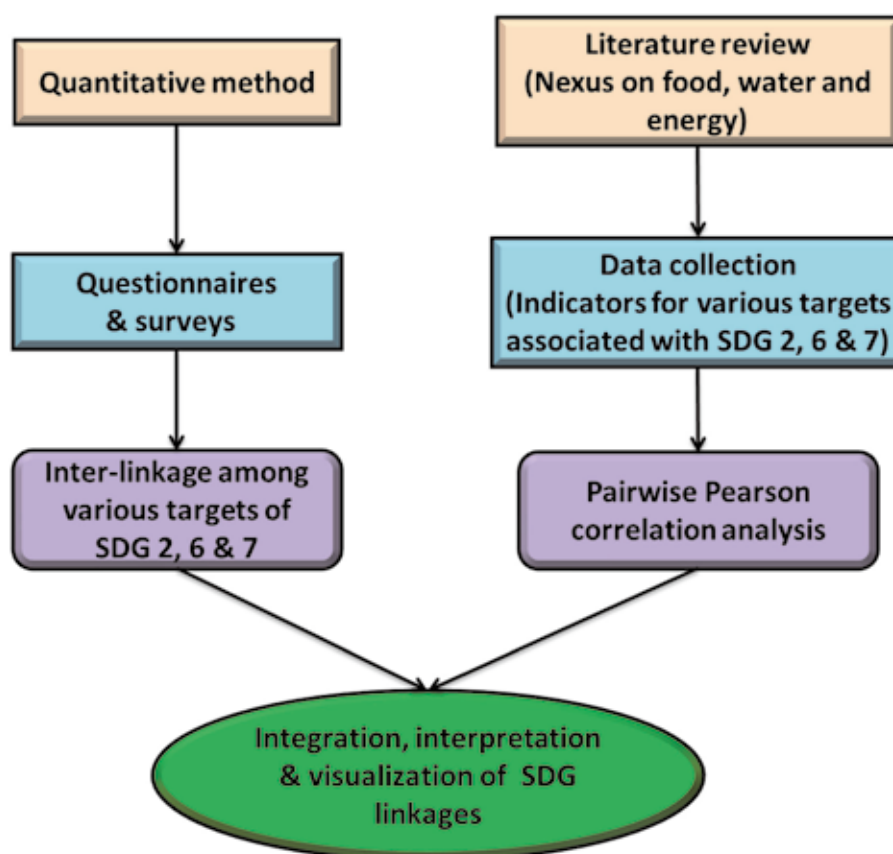 Quantitative method
Literature review
(Nexus on food, water and
energy)
Questionnaires
& surveys
Data collection
(Indicators for various targets
associated with SDG 2, 6 & 7)
Inter-linkage among
various targets of
SDG 2, 6 & 7
Pairwise Pearson
correlation analysis
Integration, interpretation
& visualization of SDG
linkages